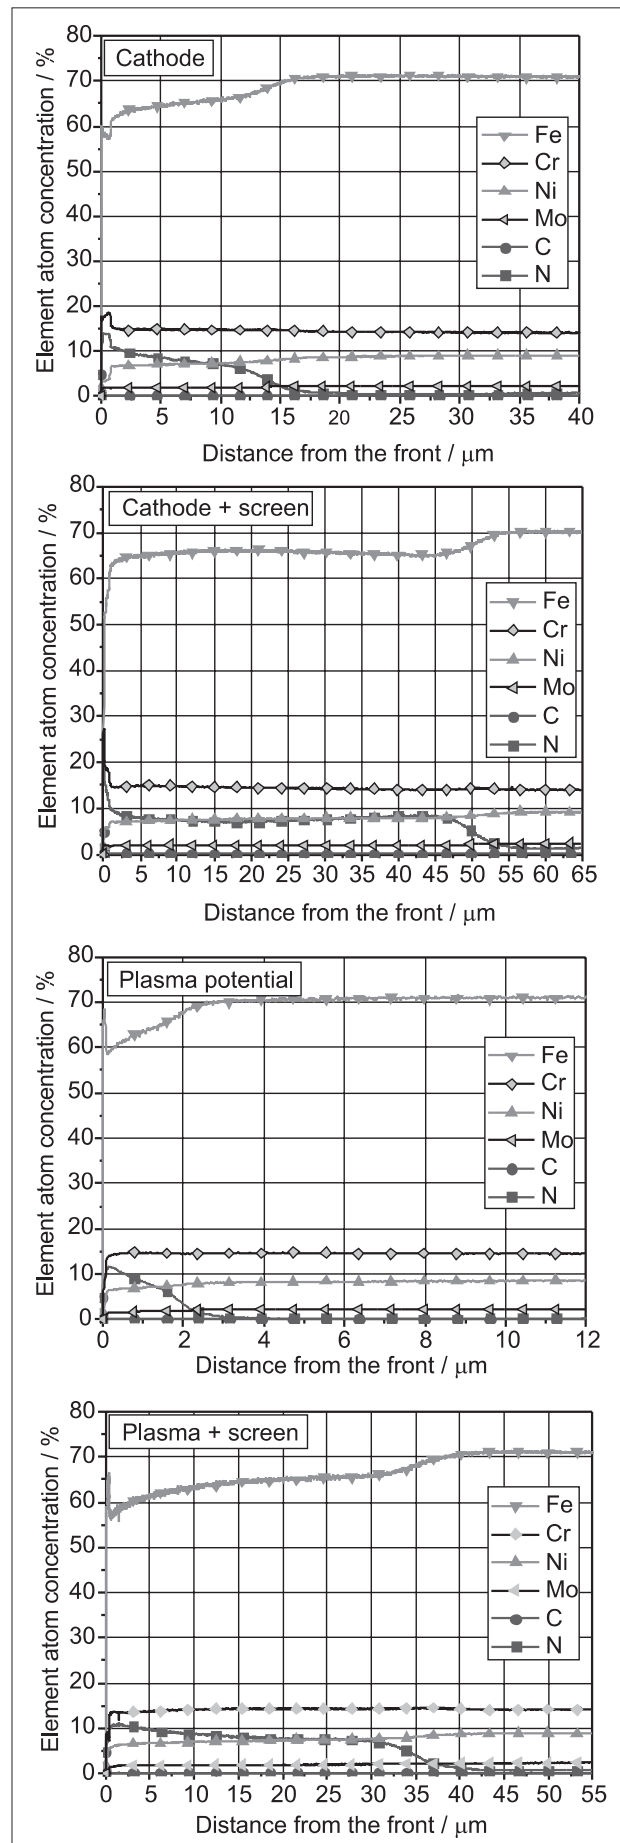 Cathode
Element atom concentration / %
80
70
60
50
40
30
20
10
0
Fe
Cr
Ni
Mo
C
N
0 5 10 15 20 25 30 35 40
Distance from the front / μm
Cathode + screen
Element atom concentration / %
80
70
60
50
40
30
20
10
0
Fe
Cr
Ni
Mo
C
N
0 5 10 15 20 25 30 35 40 45 50 55 60 65
Distance from the front / μm
Plasma potential
Element atom concentration / %
80
70
60
50
40
30
20
10
0
Fe
Cr
Ni
Mo
C
N
0 2 4 6 8 10 12
Distance from the front / μm
Plasma + screen
Element atom concentration / %
80
70
60
50
40
30
20
10
0
Fe
Cr
Ni
Mo
C
N
0 5 10 15 20 25 30 35 40 45 50 55
Distance from the front / μm